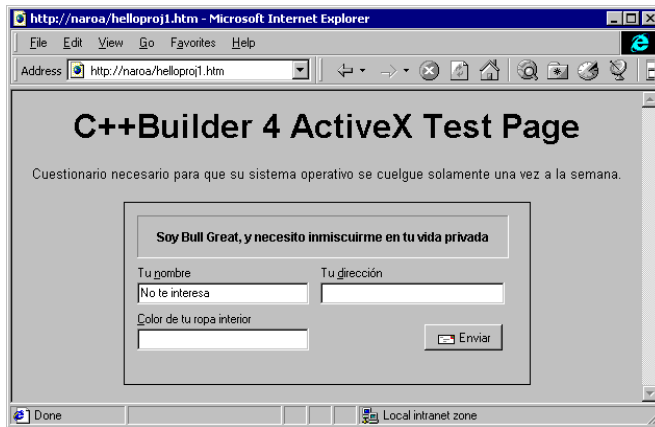 http://naroa/helloproj1.htm - Microsoft Internet Explorer
File Edit View Go Favorites Help
Address http://naroa/helloproj1.htm
C++Builder 4 ActiveX Test Page
Cuestionario necesario para que su sistema operativo se cuelgue solamente una vez a la semana.
Soy Bull Great, y necesito inmiscuirme en tu vida privada
Tu nombre Tu dirección
No te interesa
Color de tu ropa interior
Enviar
Done Local intranet zone